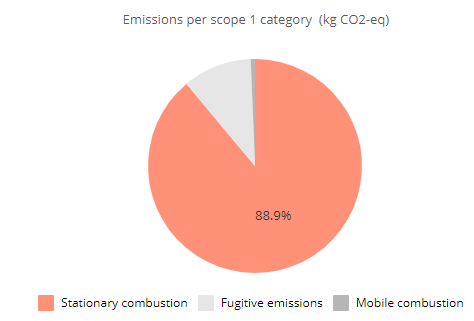 Emissions per scope 1 category (kg CO2-eq)
88.9%
Stationary combustion Fugitive emissions Mobile combustion